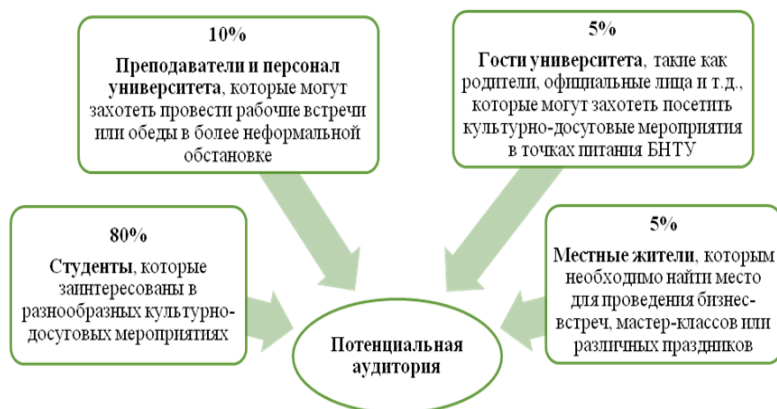 10%
Преподаватели и персонал
университета, которые могут
захотеть провести рабочие встречи
или обеды в более неформальной
обстановке
5%
Гости университета, такие как
родители, официальные лица и т.д.,
которые могут захотеть посетить
культурно-досуговые мероприятия
в точках питания БНТУ
80%
Студенты, которые
заинтересованы в
разнообразных культурно-
досуговых мероприятиях
5%
Местные жители, которым
необходимо найти место
для проведения бизнес-
встреч, мастер-классов или
различных праздников
Потенциальная
аудитория